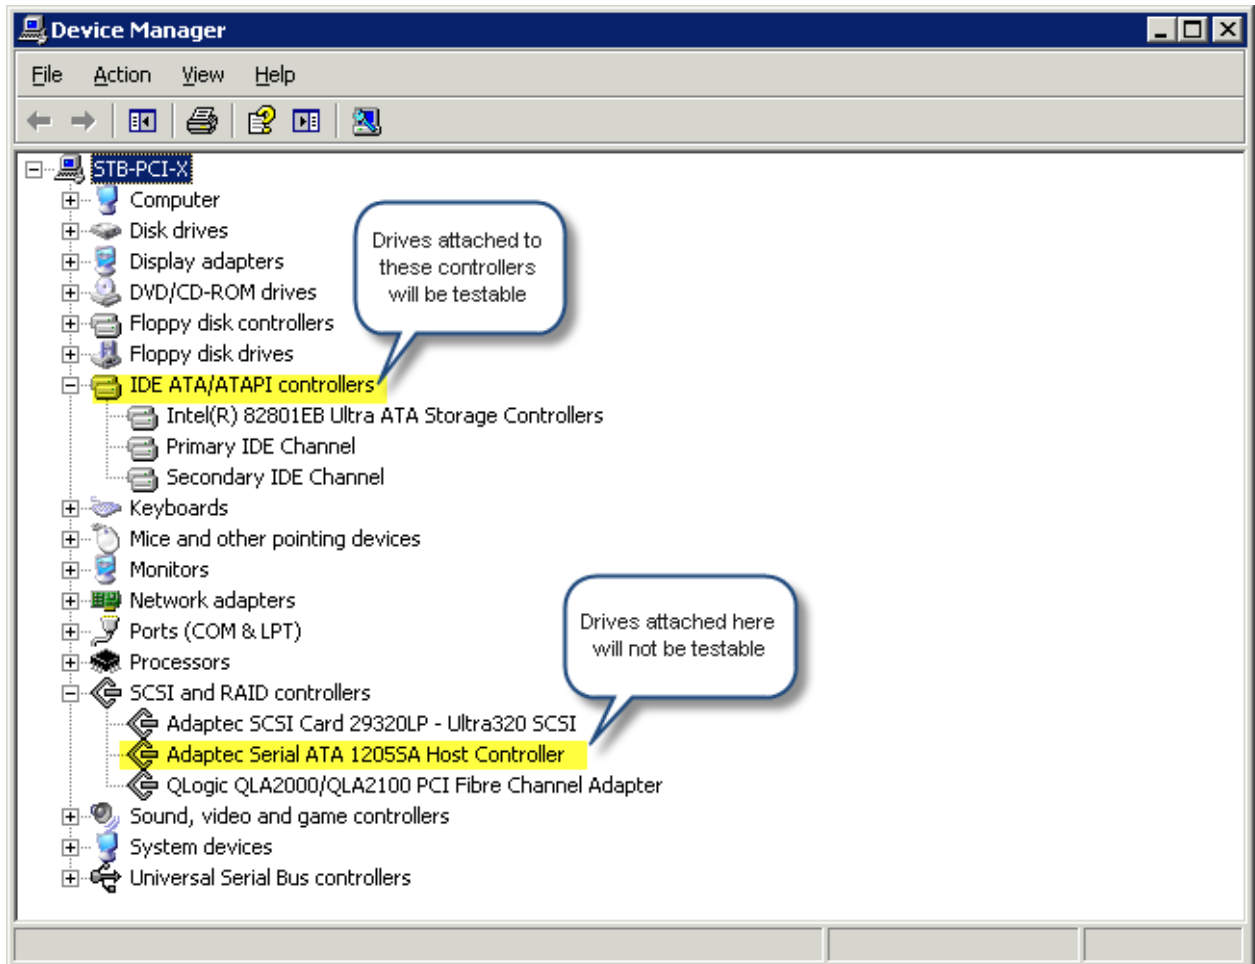 Device Manager
File Action View Help
STB-PCI-X
Computer
Disk drives
Display adapters
DVD/CD-ROM drives
Floppy disk controllers
Floppy disk drives
Drives attached to
these controllers
will be testable
IDE ATA/ATAPI controllers
Intel(R) 82801EB Ultra ATA Storage Controllers
Primary IDE Channel
Secondary IDE Channel
Keyboards
Mice and other pointing devices
Monitors
Network adapters
Ports (COM & LPT)
Processors
Drives attached here
will not be testable
SCSI and RAID controllers
Adaptec SCSI Card 29320LP - Ultra320 SCSI
Adaptec Serial ATA 1205SA Host Controller
QLogic QLA2000/QLA2100 PCI Fibre Channel Adapter
Sound, video and game controllers
System devices
Universal Serial Bus controllers